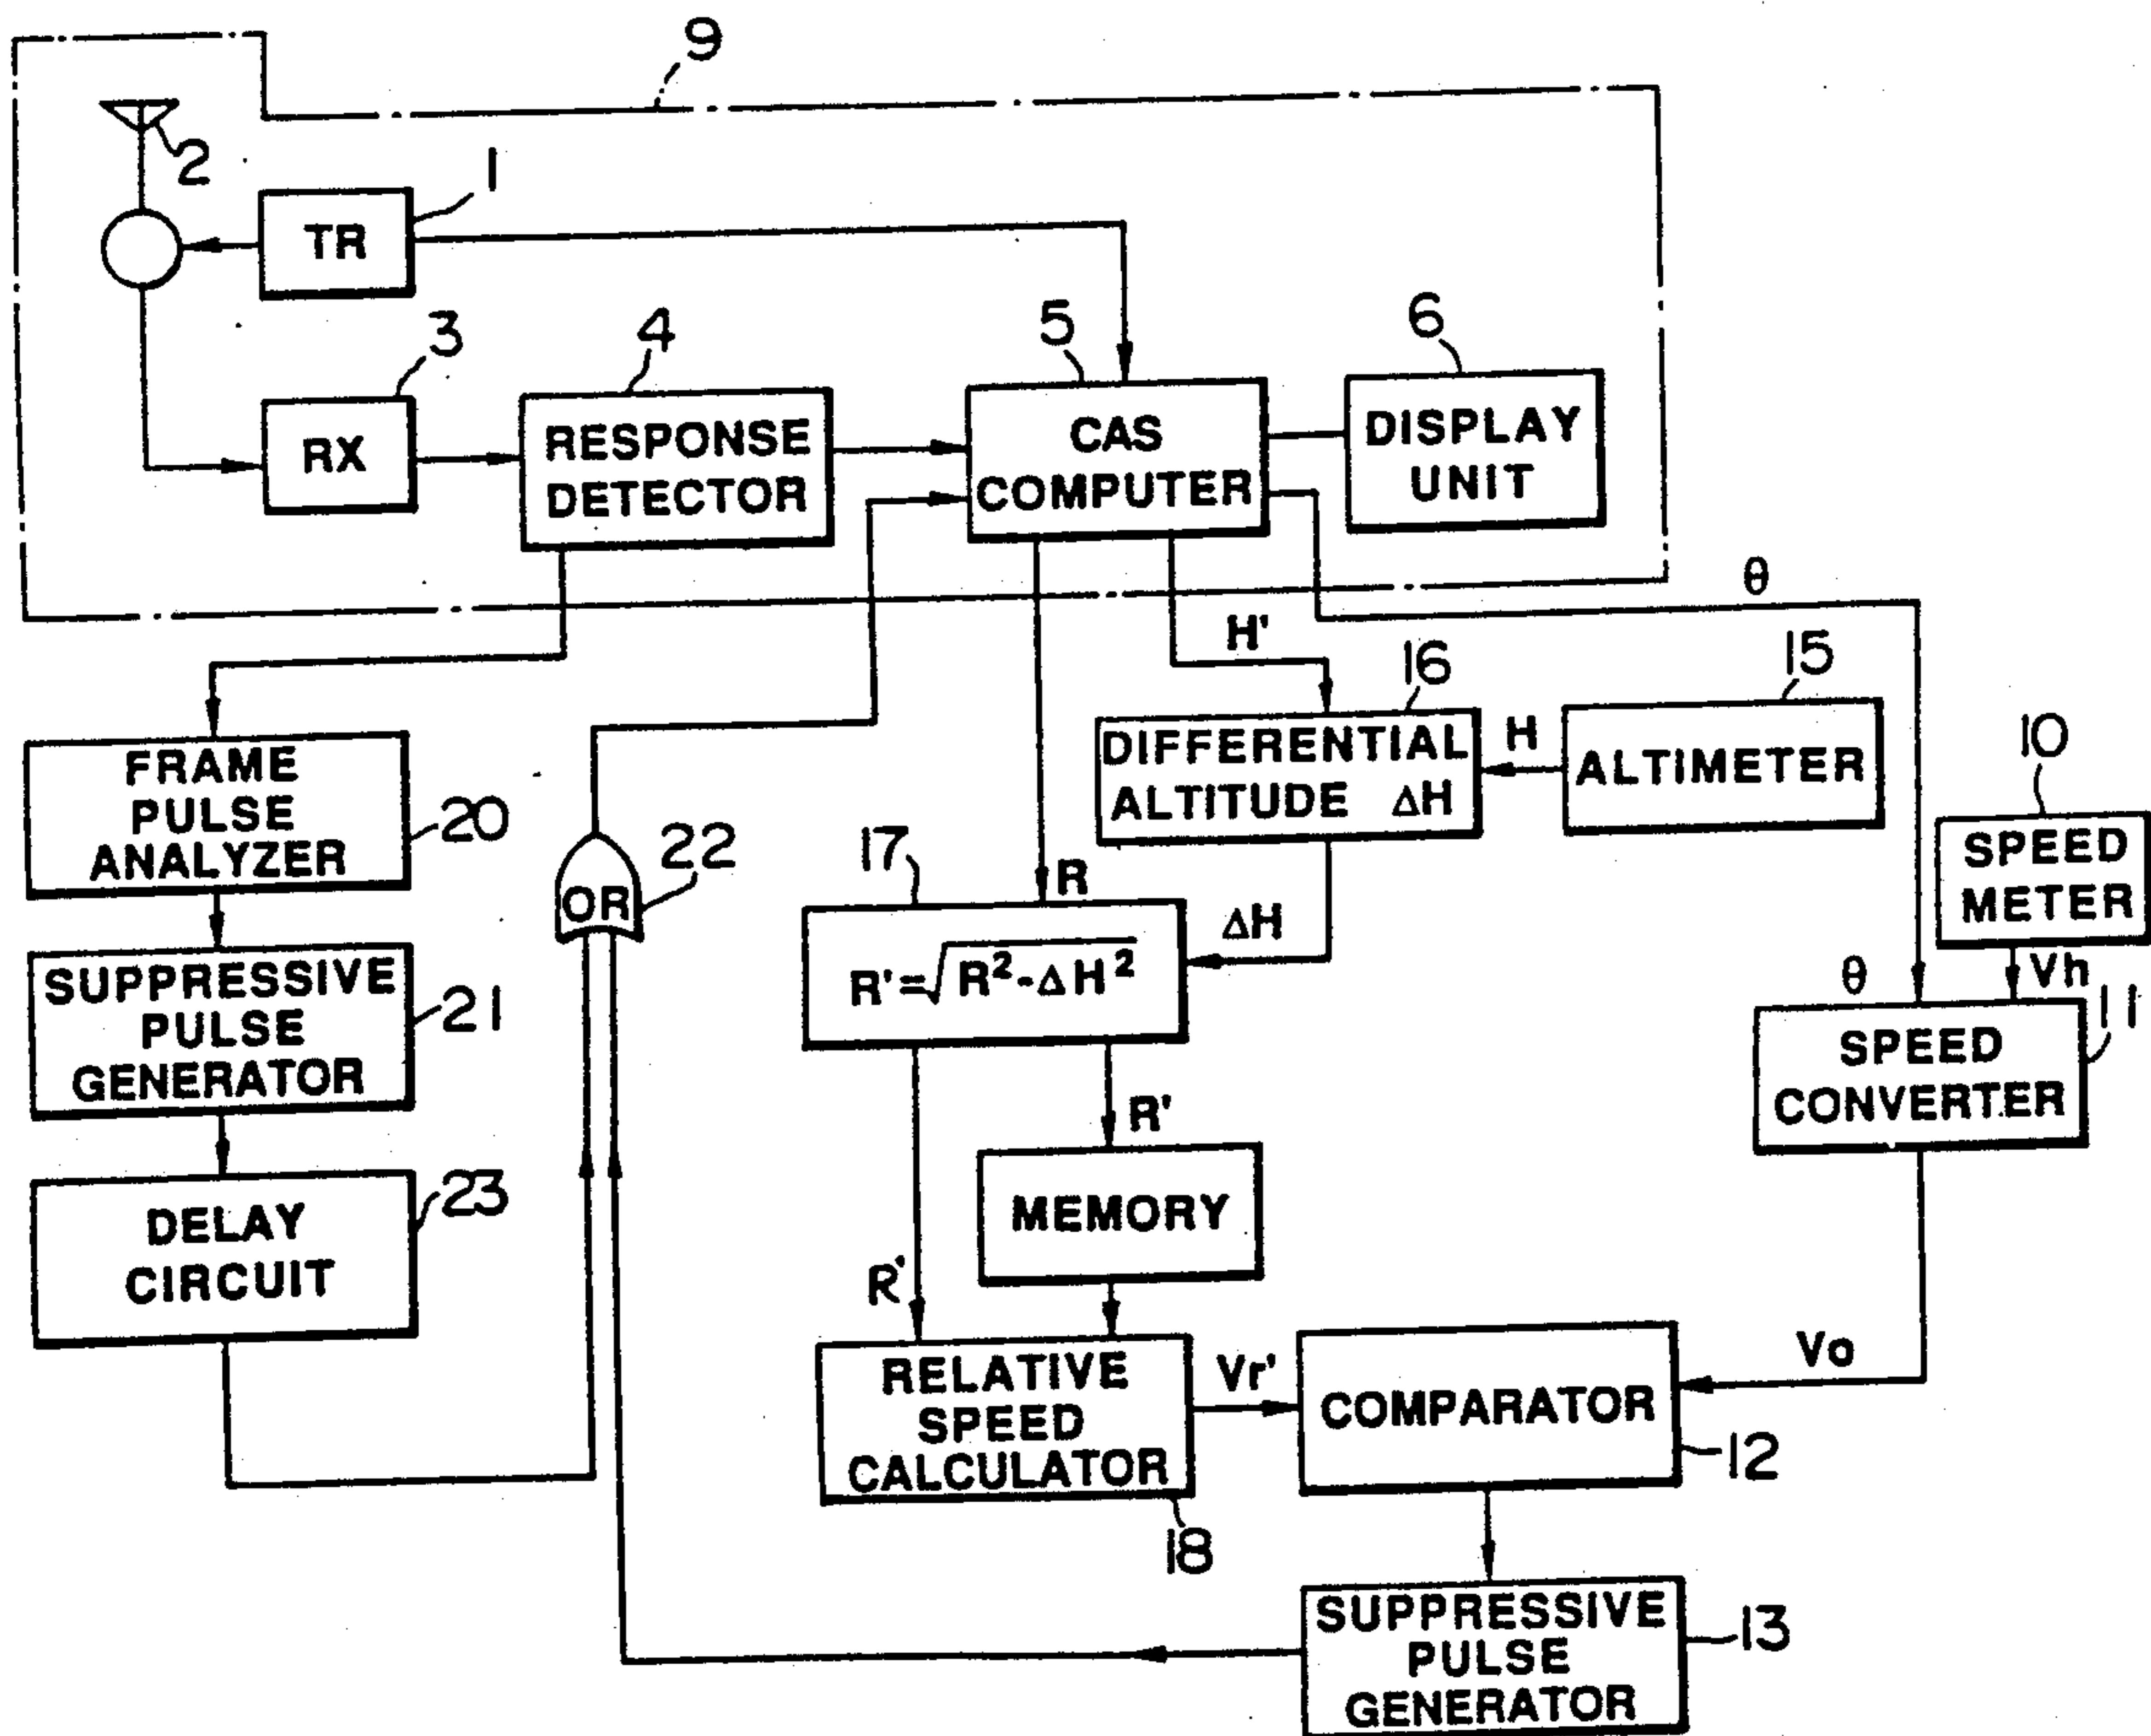 9
2
1
TR
3
RX
4
RESPONSE
DETECTOR
5
CAS
COMPUTER
6
DISPLAY
UNIT
θ
H'
16
15
DIFFERENTIAL
ALTITUDE ΔH
H
ALTIMETER
10
SPEED
METER
FRAME
PULSE
ANALYZER
20
OR
22
17
R
ΔH
R'=√R²-ΔH²
θ
Vh
11
SPEED
CONVERTER
SUPPRESSIVE
PULSE
GENERATOR
21
R'
MEMORY
DELAY
CIRCUIT
23
R'
RELATIVE
SPEED
CALCULATOR
18
Vr'
COMPARATOR
12
Vo
SUPPRESSIVE
PULSE
GENERATOR
13